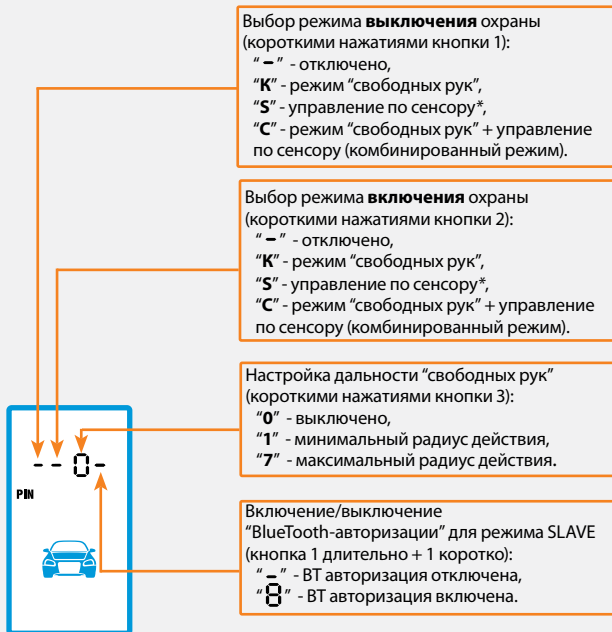 Выбор режима выключения охраны
(короткими нажатиями кнопки 1):
“–” - отключено,
“K” - режим “свободных рук”,
“S” - управление по сенсору*,
“C” - режим “свободных рук” + управление
по сенсору (комбинированный режим).
Выбор режима включения охраны
(короткими нажатиями кнопки 2):
“–” - отключено,
“K” - режим “свободных рук”,
“S” - управление по сенсору*,
“C” - режим “свободных рук” + управление
по сенсору (комбинированный режим).
Настройка дальности “свободных рук”
(короткими нажатиями кнопки 3):
“0” - выключено,
“1” - минимальный радиус действия,
“7” - максимальный радиус действия.
Включение/выключение
“BlueTooth-авторизации” для режима SLAVE
(кнопка 1 длительно + 1 коротко):
“–” - BT авторизация отключена,
“8” - BT авторизация включена.
--0-
PIN